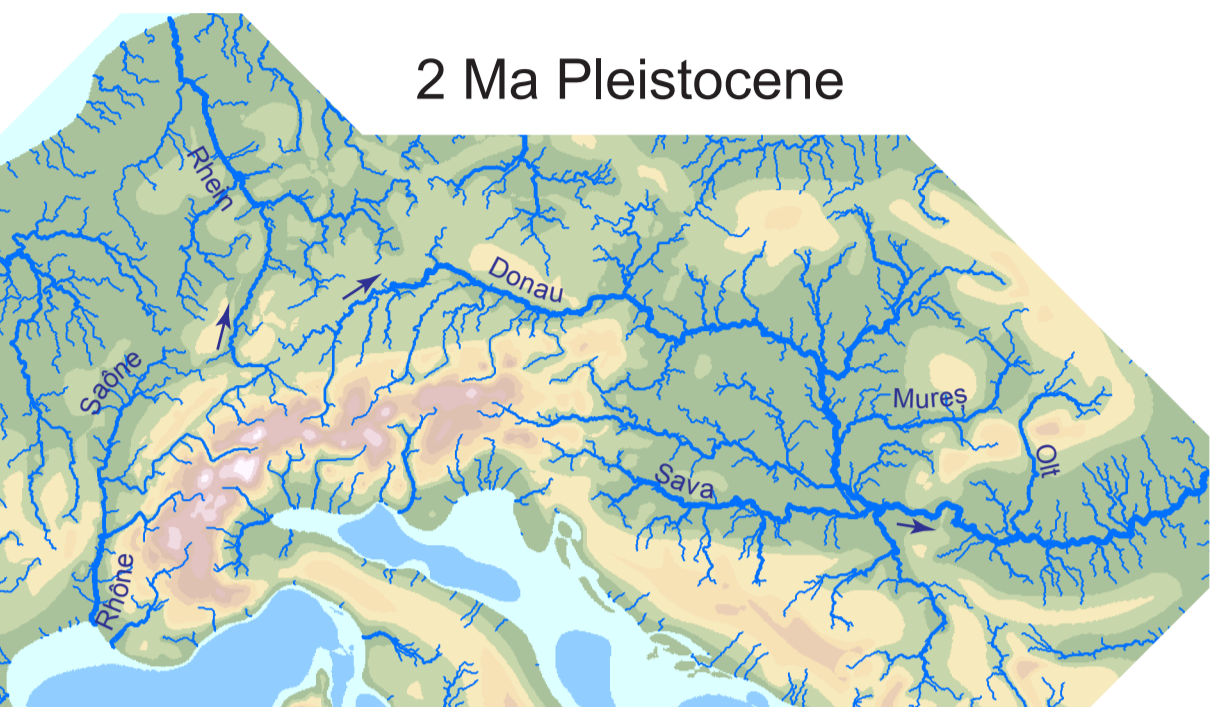 2 Ma Pleistocene
Rhein
Donau
Saône
Mures
Olt
Sava
Rhône